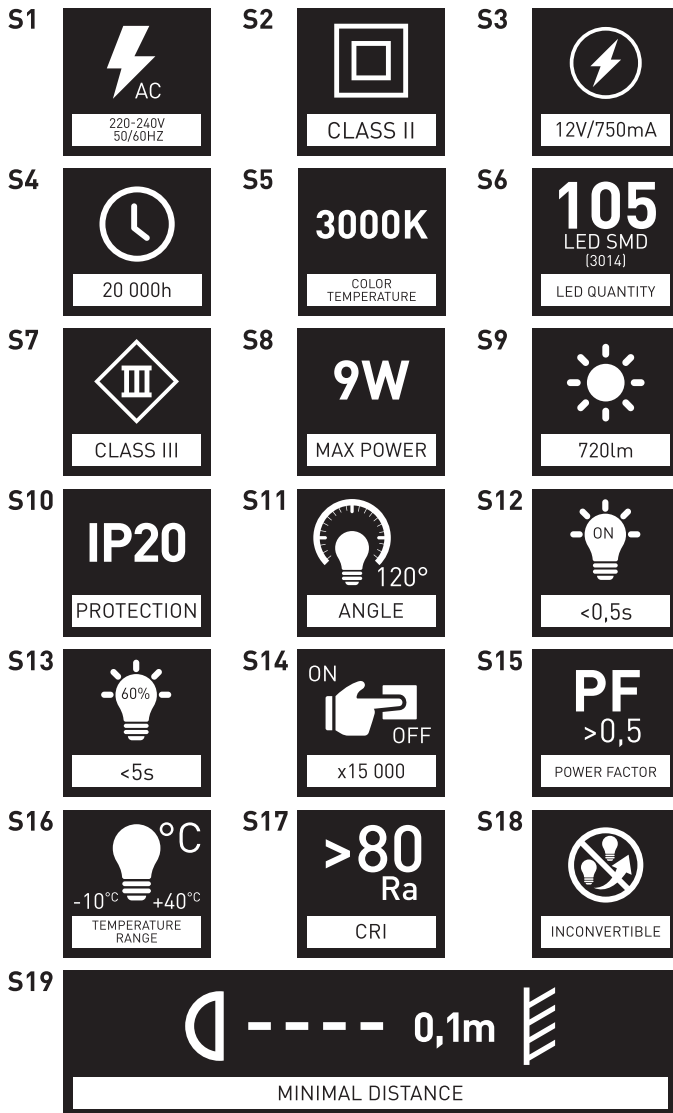 S1
AC
220-240V
50/60HZ
S2
CLASS II
S3
12V/750mA
S4
20 000h
S5
3000K
COLOR
TEMPERATURE
S6
105
LED SMD
(3014)
LED QUANTITY
S7
III
CLASS III
S8
9W
MAX POWER
S9
720lm
S10
IP20
PROTECTION
S11
120°
ANGLE
S12
ON
<0,5s
S13
60%
<5s
S14
ON
OFF
x15 000
S15
PF
>0,5
POWER FACTOR
S16
°C
-10°C +40°C
TEMPERATURE
RANGE
S17
>80
Ra
CRI
S18
INCONVERTIBLE
S19
0,1m
MINIMAL DISTANCE